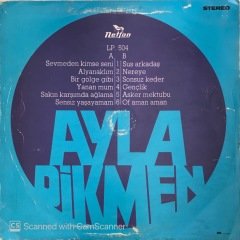 STEREO
Nelfon
LP. 504
A B
Sevmeden kimse seni 1 Sus arkadaş
Alyanaklım 2 Nereye
Bir gölge gibi 3 Sonsuz keder
Yanan mum 4 Gençlik
Sakın karşımda ağlama 5 Asker mektubu
Sensiz yaşayamam 6 Of aman aman
AYLA
DİKMEN
CS Scanned with CamScanner